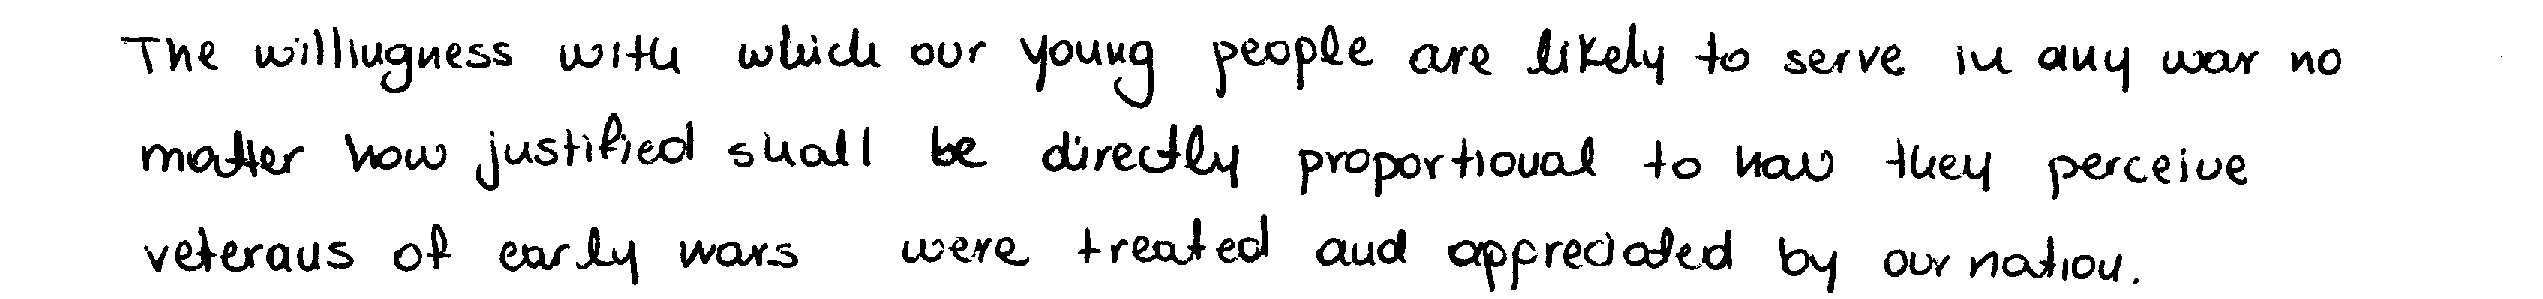 The willingness with which our young people are likely to serve in any war no
matter how justified shall be directly proportional to how they perceive
veterans of early wars were treated and appreciated by our nation.